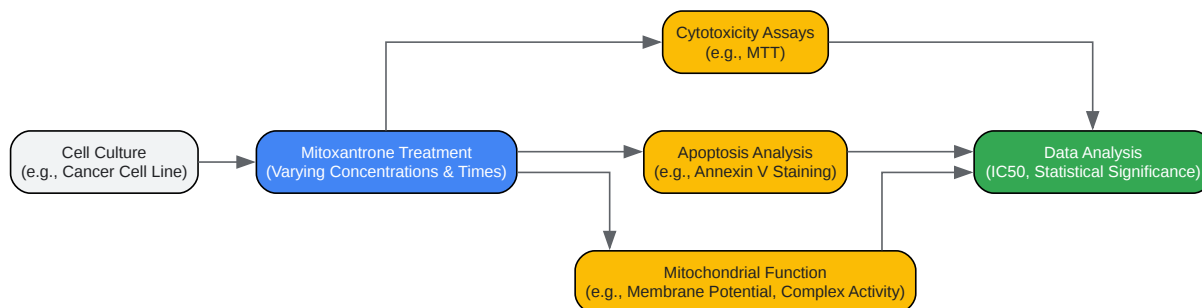 Cytotoxicity Assays
(e.g., MTT)
Cell Culture
(e.g., Cancer Cell Line)
Mitoxantrone Treatment
(Varying Concentrations & Times)
Apoptosis Analysis
(e.g., Annexin V Staining)
Data Analysis
(IC50, Statistical Significance)
Mitochondrial Function
(e.g., Membrane Potential, Complex Activity)